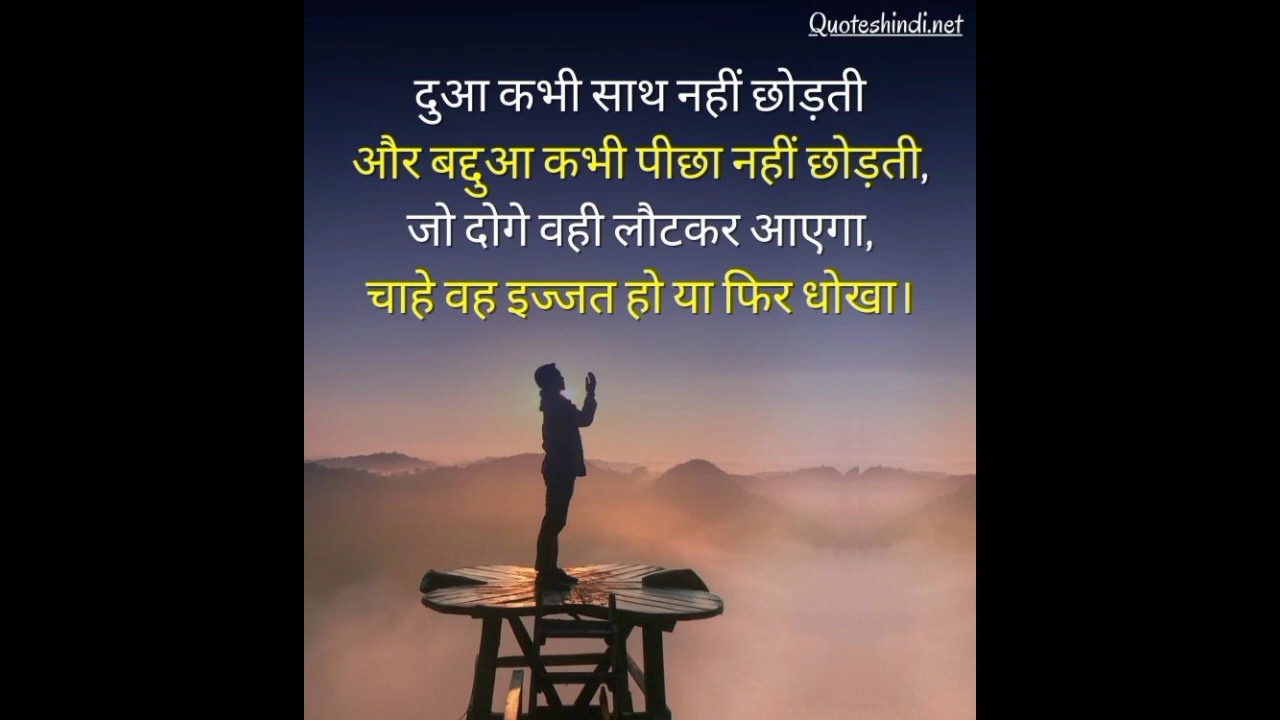 Quoteshindi.net
दुआ कभी साथ नहीं छोड़ती
और बद्दुआ कभी पीछा नहीं छोड़ती,
जो दोगे वही लौटकर आएगा,
चाहे वह इज्जत हो या फिर धोखा।